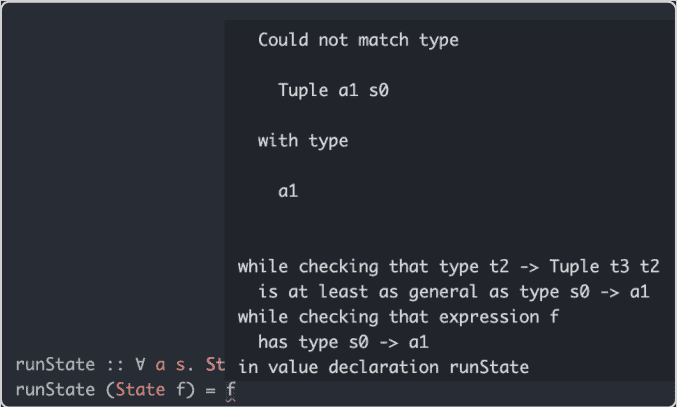 Could not match type
Tuple a1 s0
with type
a1
while checking that type t2 -> Tuple t3 t2
is at least as general as type s0 -> a1
while checking that expression f
has type s0 -> a1
in value declaration runState
runState :: ∀ a s. St
runState (State f) = f